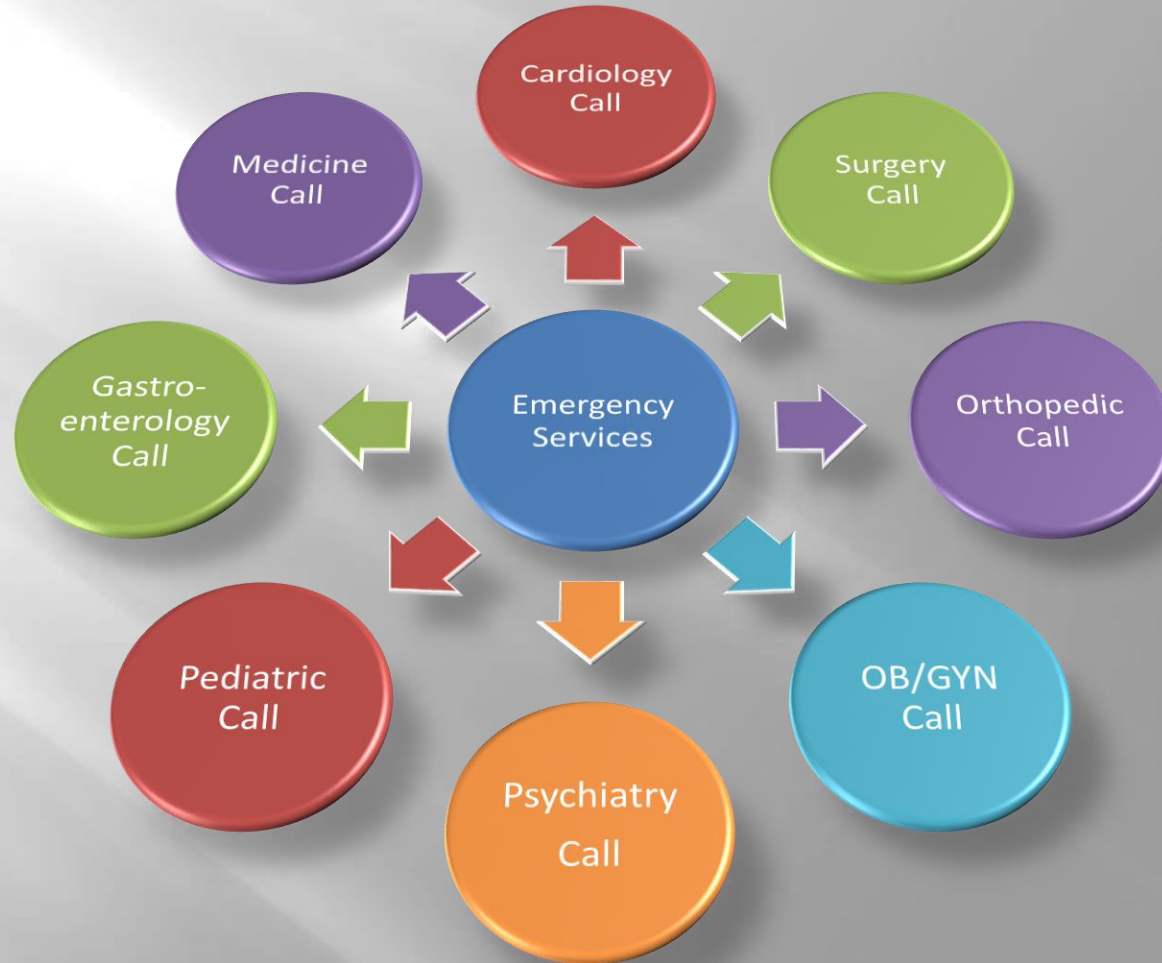 Cardiology
Call
Surgery
Call
Orthopedic
Call
OB/GYN
Call
Psychiatry
Call
Pediatric
Call
Gastro-
enterology
Call
Medicine
Call
Emergency
Services